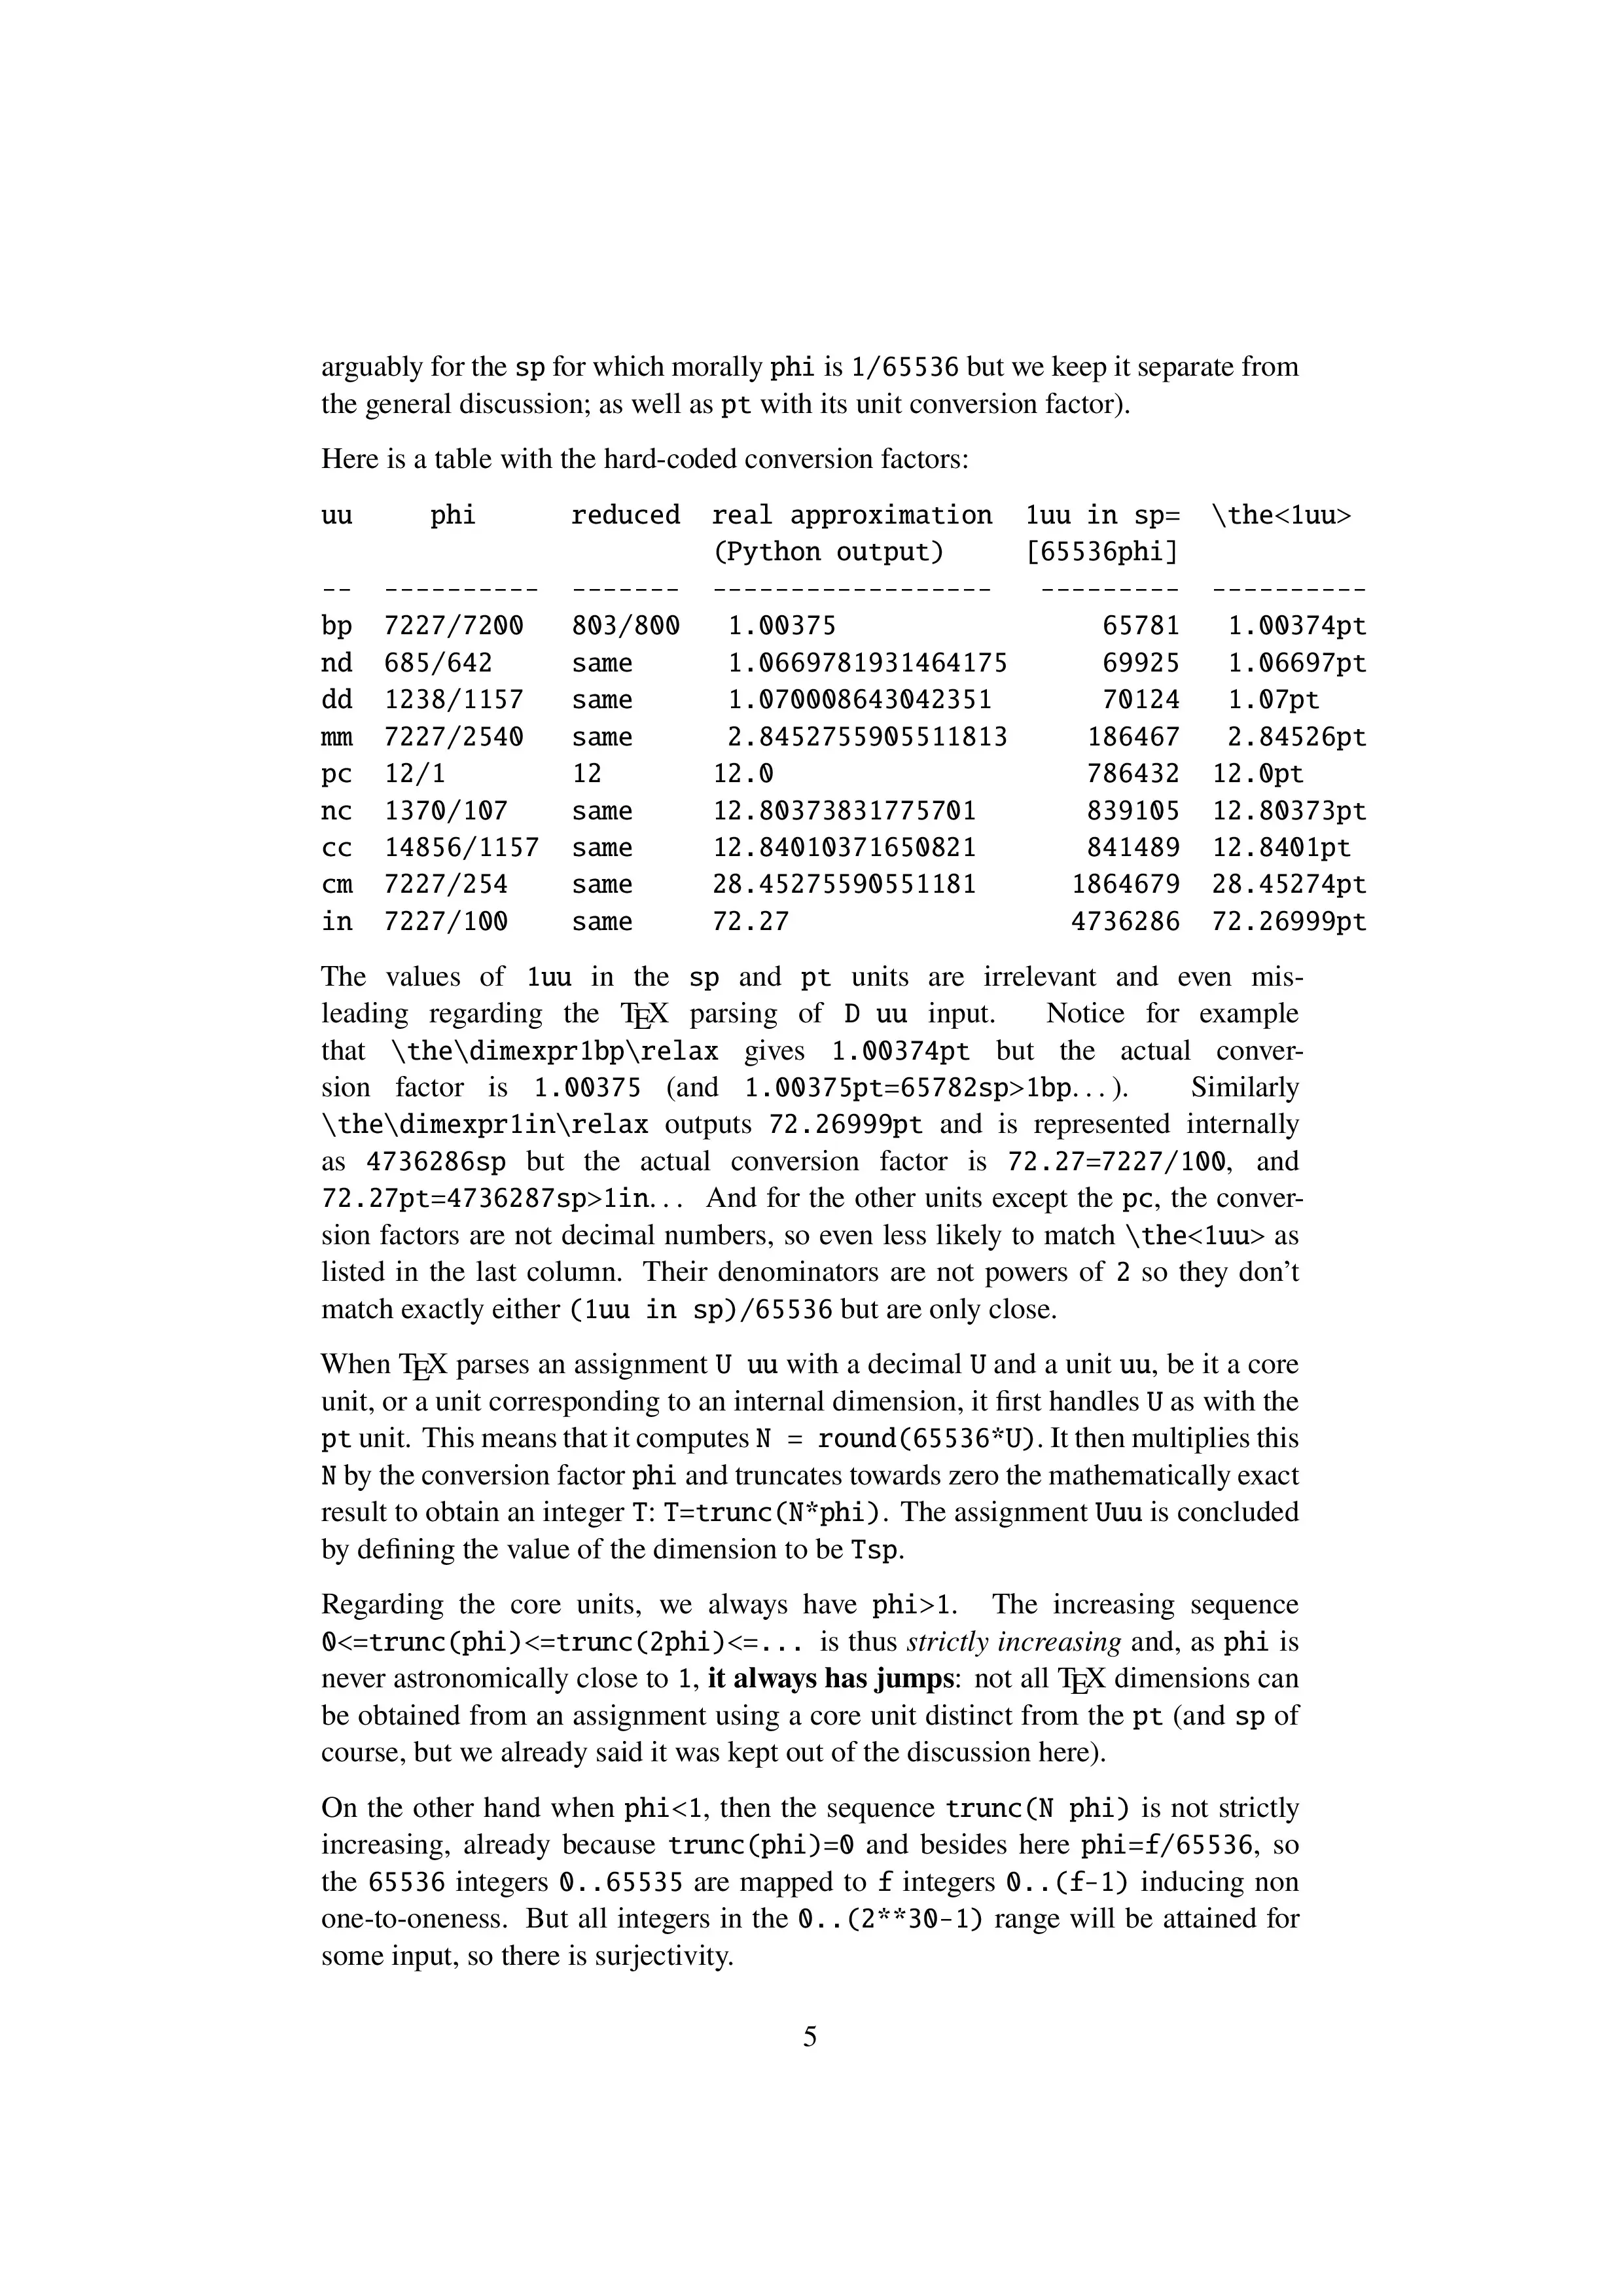 arguably for the sp for which morally phi is 1/65536 but we keep it separate from
the general discussion; as well as pt with its unit conversion factor).
Here is a table with the hard-coded conversion factors:
uu     phi      reduced  real approximation  1uu in sp=  \the<1uu>
(Python output)     [65536phi]
--  ----------  -------  ------------------   ---------  ----------
bp  7227/7200   803/800   1.00375                 65781   1.00374pt
nd  685/642     same      1.0669781931464175      69925   1.06697pt
dd  1238/1157   same      1.070008643042351       70124   1.07pt
mm  7227/2540   same      2.8452755905511813     186467   2.84526pt
pc  12/1        12       12.0                    786432  12.0pt
nc  1370/107    same     12.80373831775701       839105  12.80373pt
cc  14856/1157  same     12.84010371650821       841489  12.8401pt
cm  7227/254    same     28.45275590551181      1864679  28.45274pt
in  7227/100    same     72.27                  4736286  72.26999pt
The values of 1uu in the sp and pt units are irrelevant and even mis-
leading regarding the TEX parsing of D uu input. Notice for example
that \the\dimexpr1bp\relax gives 1.00374pt but the actual conver-
sion factor is 1.00375 (and 1.00375pt=65782sp>1bp...). Similarly
\the\dimexpr1in\relax outputs 72.26999pt and is represented internally
as 4736286sp but the actual conversion factor is 72.27=7227/100, and
72.27pt=4736287sp>1in... And for the other units except the pc, the conver-
sion factors are not decimal numbers, so even less likely to match \the<1uu> as
listed in the last column. Their denominators are not powers of 2 so they don't
match exactly either (1uu in sp)/65536 but are only close.
When TEX parses an assignment U uu with a decimal U and a unit uu, be it a core
unit, or a unit corresponding to an internal dimension, it first handles U as with the
pt unit. This means that it computes N = round(65536*U). It then multiplies this
N by the conversion factor phi and truncates towards zero the mathematically exact
result to obtain an integer T: T=trunc(N*phi). The assignment Uuu is concluded
by defining the value of the dimension to be Tsp.
Regarding the core units, we always have phi>1. The increasing sequence
0<=trunc(phi)<=trunc(2phi)<=... is thus strictly increasing and, as phi is
never astronomically close to 1, it always has jumps: not all TEX dimensions can
be obtained from an assignment using a core unit distinct from the pt (and sp of
course, but we already said it was kept out of the discussion here).
On the other hand when phi<1, then the sequence trunc(N phi) is not strictly
increasing, already because trunc(phi)=0 and besides here phi=f/65536, so
the 65536 integers 0..65535 are mapped to f integers 0..(f-1) inducing non
one-to-oneness. But all integers in the 0..(2**30-1) range will be attained for
some input, so there is surjectivity.
5